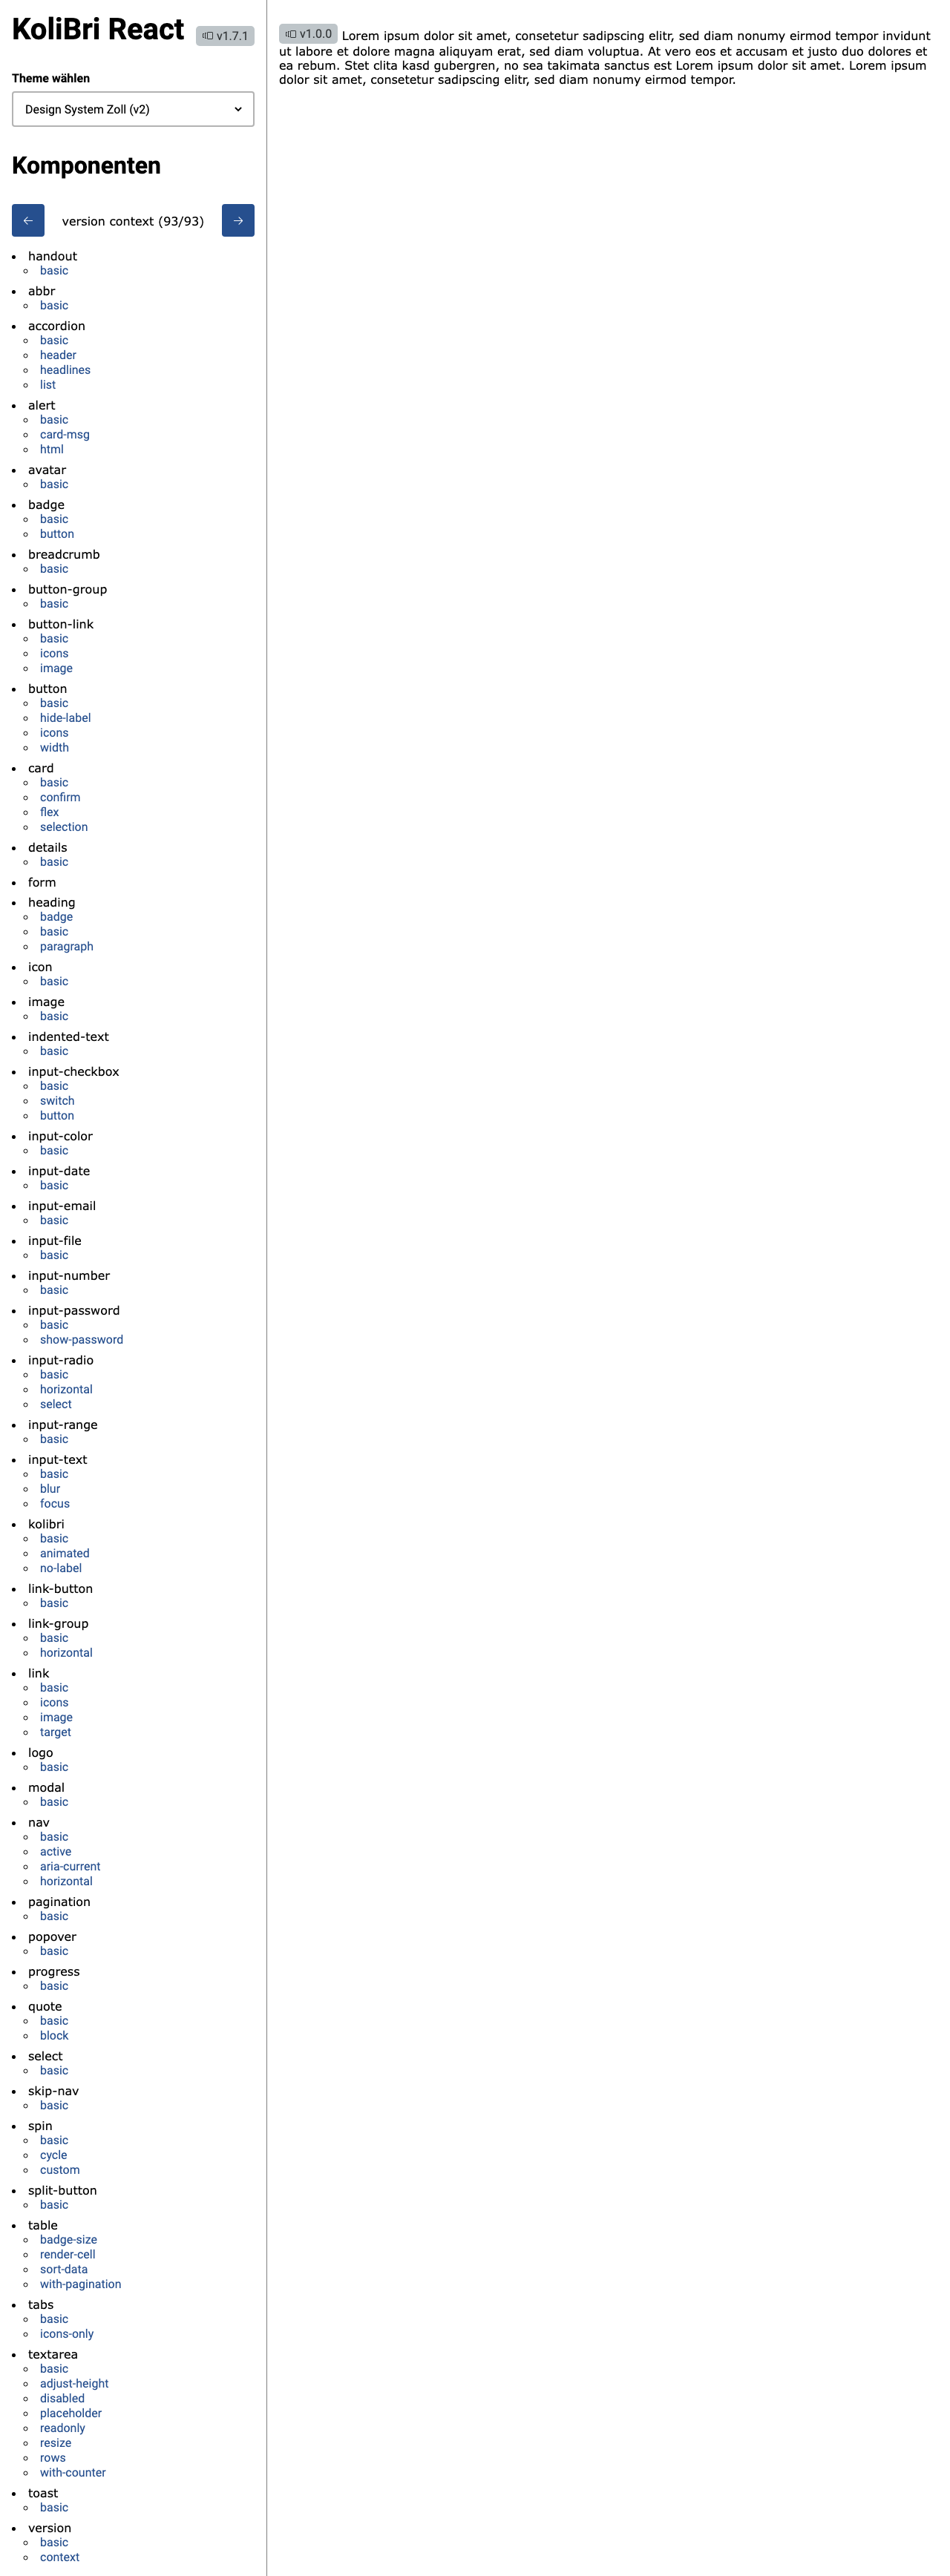 KoliBri React v1.7.1
Theme wählen
Design System Zoll (v2)
Komponenten
← version context (93/93) →
handout
basic
abbr
basic
accordion
basic
header
headlines
list
alert
basic
card-msg
html
avatar
basic
badge
basic
button
breadcrumb
basic
button-group
basic
button-link
basic
icons
image
button
basic
hide-label
icons
width
card
basic
confirm
flex
selection
details
basic
form
heading
badge
basic
paragraph
icon
basic
image
basic
indented-text
basic
input-checkbox
basic
switch
button
input-color
basic
input-date
basic
input-email
basic
input-file
basic
input-number
basic
input-password
basic
show-password
input-radio
basic
horizontal
select
input-range
basic
input-text
basic
blur
focus
kolibri
basic
animated
no-label
link-button
basic
link-group
basic
horizontal
link
basic
icons
image
target
logo
basic
modal
basic
nav
basic
active
aria-current
horizontal
pagination
basic
popover
basic
progress
basic
quote
basic
block
select
basic
skip-nav
basic
spin
basic
cycle
custom
split-button
basic
table
badge-size
render-cell
sort-data
with-pagination
tabs
basic
icons-only
textarea
basic
adjust-height
disabled
placeholder
readonly
resize
rows
with-counter
toast
basic
version
basic
context
v1.0.0 Lorem ipsum dolor sit amet, consetetur sadipscing elitr, sed diam nonumy eirmod tempor invidunt
ut labore et dolore magna aliquyam erat, sed diam voluptua. At vero eos et accusam et justo duo dolores et
ea rebum. Stet clita kasd gubergren, no sea takimata sanctus est Lorem ipsum dolor sit amet. Lorem ipsum
dolor sit amet, consetetur sadipscing elitr, sed diam nonumy eirmod tempor.